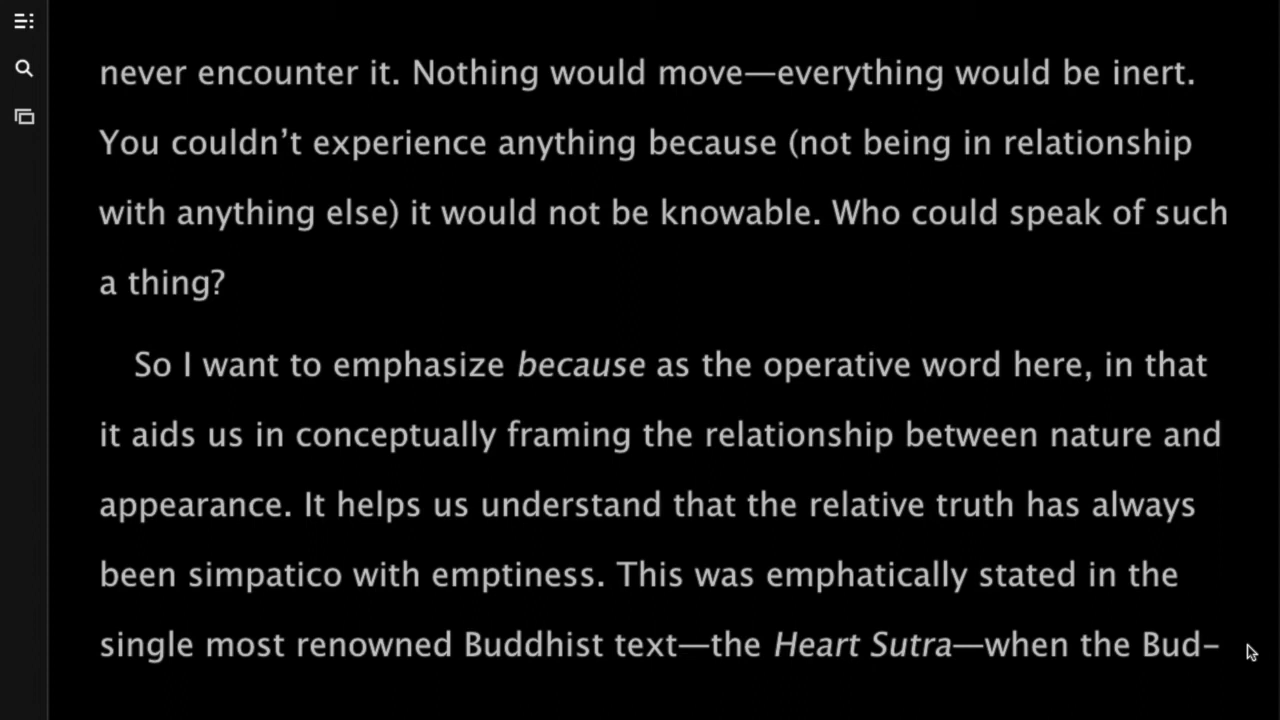 never encounter it. Nothing would move—everything would be inert.
You couldn’t experience anything because (not being in relationship
with anything else) it would not be knowable. Who could speak of such
a thing?
So I want to emphasize because as the operative word here, in that
it aids us in conceptually framing the relationship between nature and
appearance. It helps us understand that the relative truth has always
been simpatico with emptiness. This was emphatically stated in the
single most renowned Buddhist text—the Heart Sutra—when the Bud-